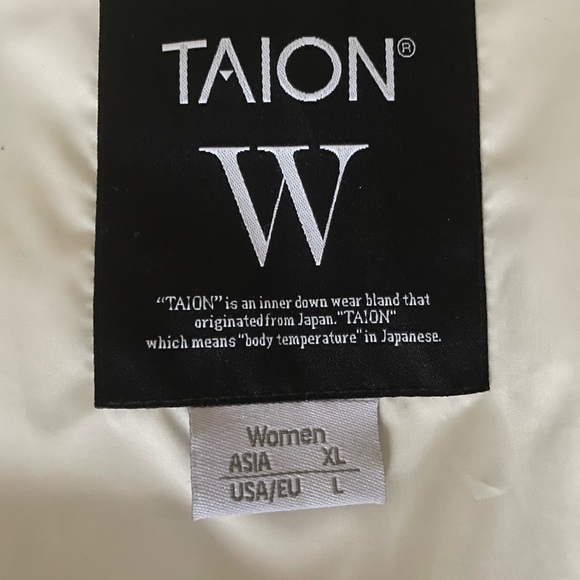 TAION®
W
"TAION" is an inner down wear bland that
originated from Japan. "TAION"
which means "body temperature" in Japanese.
Women
ASIA XL
USA/EU L